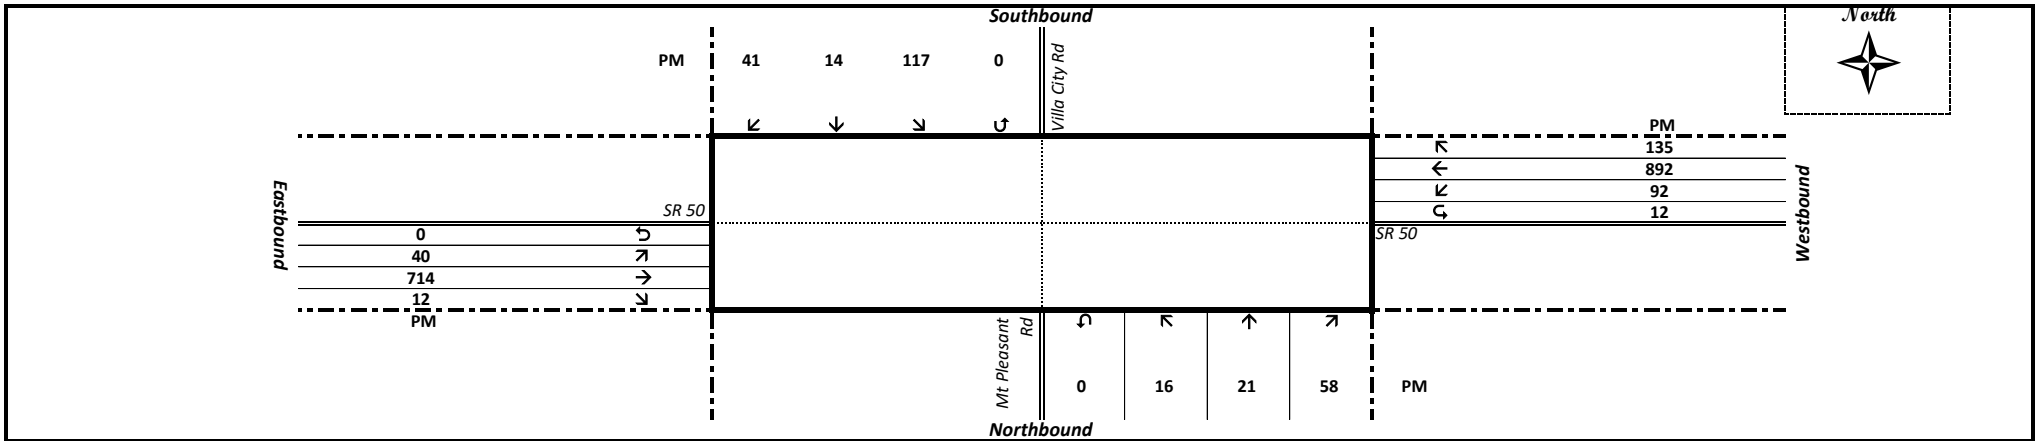 Southbound
North
PM 41 14 117 0
Villa City Rd
PM
135
892
92
12
Eastbound
SR 50
Westbound
SR 50
0
40
714
12
PM
Mt Pleasant
Rd
0 16 21 58 PM
Northbound